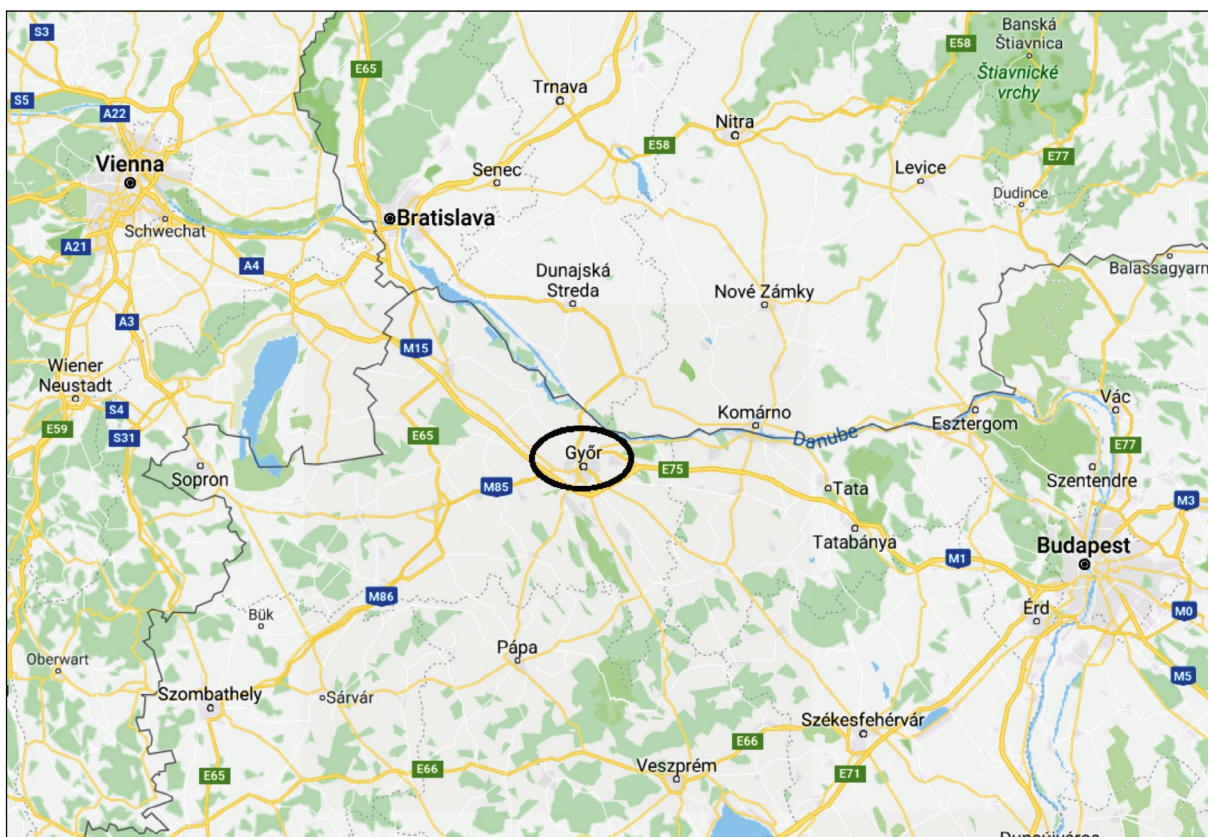 S3
E65
E58
Banská
Štiavnica
Štiavnické
vrchy
S5
A22
Trnava
Nitra
E58
E77
Vienna
Senec
Levice
Dudince
Schwechat
Bratislava
A21
A4
Dunajská
Streda
Nové Zámky
Balassagyarm
A3
M15
Wiener
Neustadt
S4
S31
E59
E65
Komárno
Danube
Esztergom
Vác
E77
Győr
E75
Sopron
M85
Tata
Szentendre
M3
Tatabánya
M1
Budapest
M86
Bük
Érd
M0
Oberwart
Pápa
M5
Szombathely
Sárvár
Székesfehérvár
E66
E65
E66
Veszprém
E71
Dunaújváros